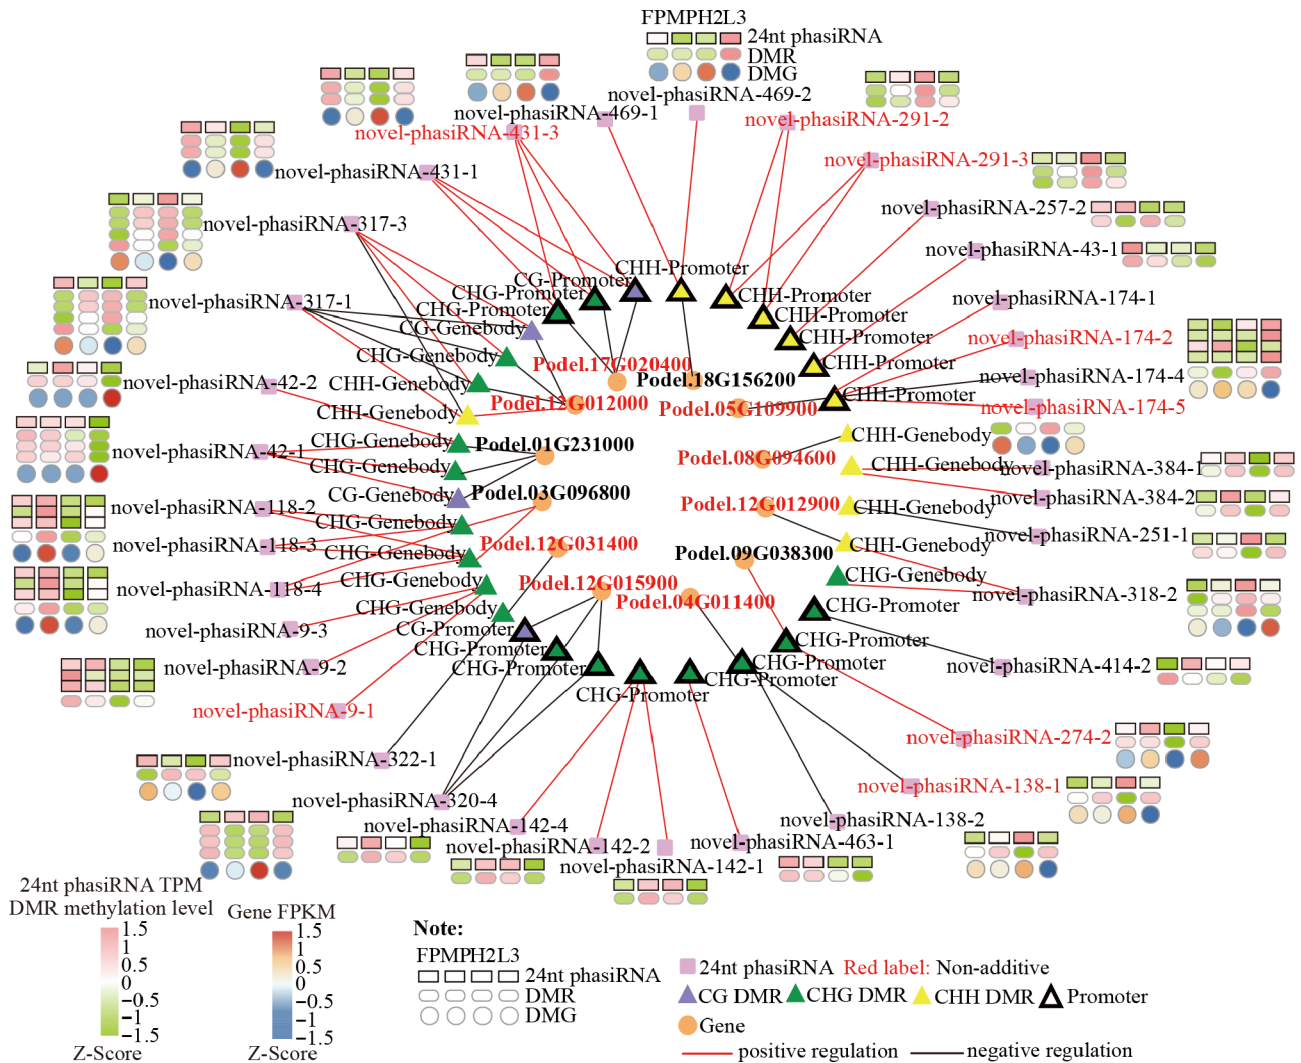 FPMPH2L3
24nt phasiRNA
DMR
DMG
novel-phasiRNA-469-2
novel-phasiRNA-469-1
novel-phasiRNA-431-3
novel-phasiRNA-291-2
novel-phasiRNA-291-3
novel-phasiRNA-431-1
novel-phasiRNA-257-2
novel-phasiRNA-317-3
novel-phasiRNA-43-1
CHH-Promoter
CG-Promoter
CHG-Promoter
CHG-Promoter
CHH-Promoter
novel-phasiRNA-317-1
novel-phasiRNA-174-1
CHH-Promoter
CG-Genebody
CHH-Promoter
novel-phasiRNA-174-2
CHG-Genebody
Podel.17G020400
CHH-Promoter
novel-phasiRNA-42-2
CHH-Genebody
Podel.18G156200
novel-phasiRNA-174-4
CHH-Promoter
Podel.12G012000
Podel.05G109900
novel-phasiRNA-174-5
CHH-Genebody
CHG-Genebody
Podel.01G231000
CHH-Genebody
novel-phasiRNA-42-1
Podel.08G094600
CHG-Genebody
CHH-Genebody
novel-phasiRNA-384-1
CG-Genebody
Podel.03G096800
novel-phasiRNA-384-2
novel-phasiRNA-118-2
Podel.12G012900
CHH-Genebody
CHG-Genebody
novel-phasiRNA-251-1
novel-phasiRNA-118-3
Podel.12G031400
CHH-Genebody
CHG-Genebody
Podel.09G038300
CHG-Genebody
novel-phasiRNA-118-4
CHG-Genebody
Podel.12G015900
Podel.04G011400
novel-phasiRNA-318-2
CHG-Genebody
CHG-Promoter
novel-phasiRNA-9-3
CG-Promoter
CHG-Promoter
CHG-Promoter
CHG-Promoter
novel-phasiRNA-9-2
CHG-Promoter
CHG-Promoter
novel-phasiRNA-414-2
CHG-Promoter
novel-phasiRNA-9-1
novel-phasiRNA-274-2
novel-phasiRNA-322-1
novel-phasiRNA-138-1
novel-phasiRNA-320-4
novel-phasiRNA-138-2
novel-phasiRNA-142-4
novel-phasiRNA-463-1
novel-phasiRNA-142-2
novel-phasiRNA-142-1
24nt phasiRNA TPM
DMR methylation level
1.5
1
0.5
0
−0.5
−1
−1.5
Z-Score
Gene FPKM
1.5
1
0.5
0
−0.5
−1
−1.5
Z-Score
Note:
FPMPH2L3
24nt phasiRNA
DMR
DMG
24nt phasiRNA Red label: Non-additive
CG DMR CHG DMR CHH DMR Promoter
Gene
positive regulation negative regulation